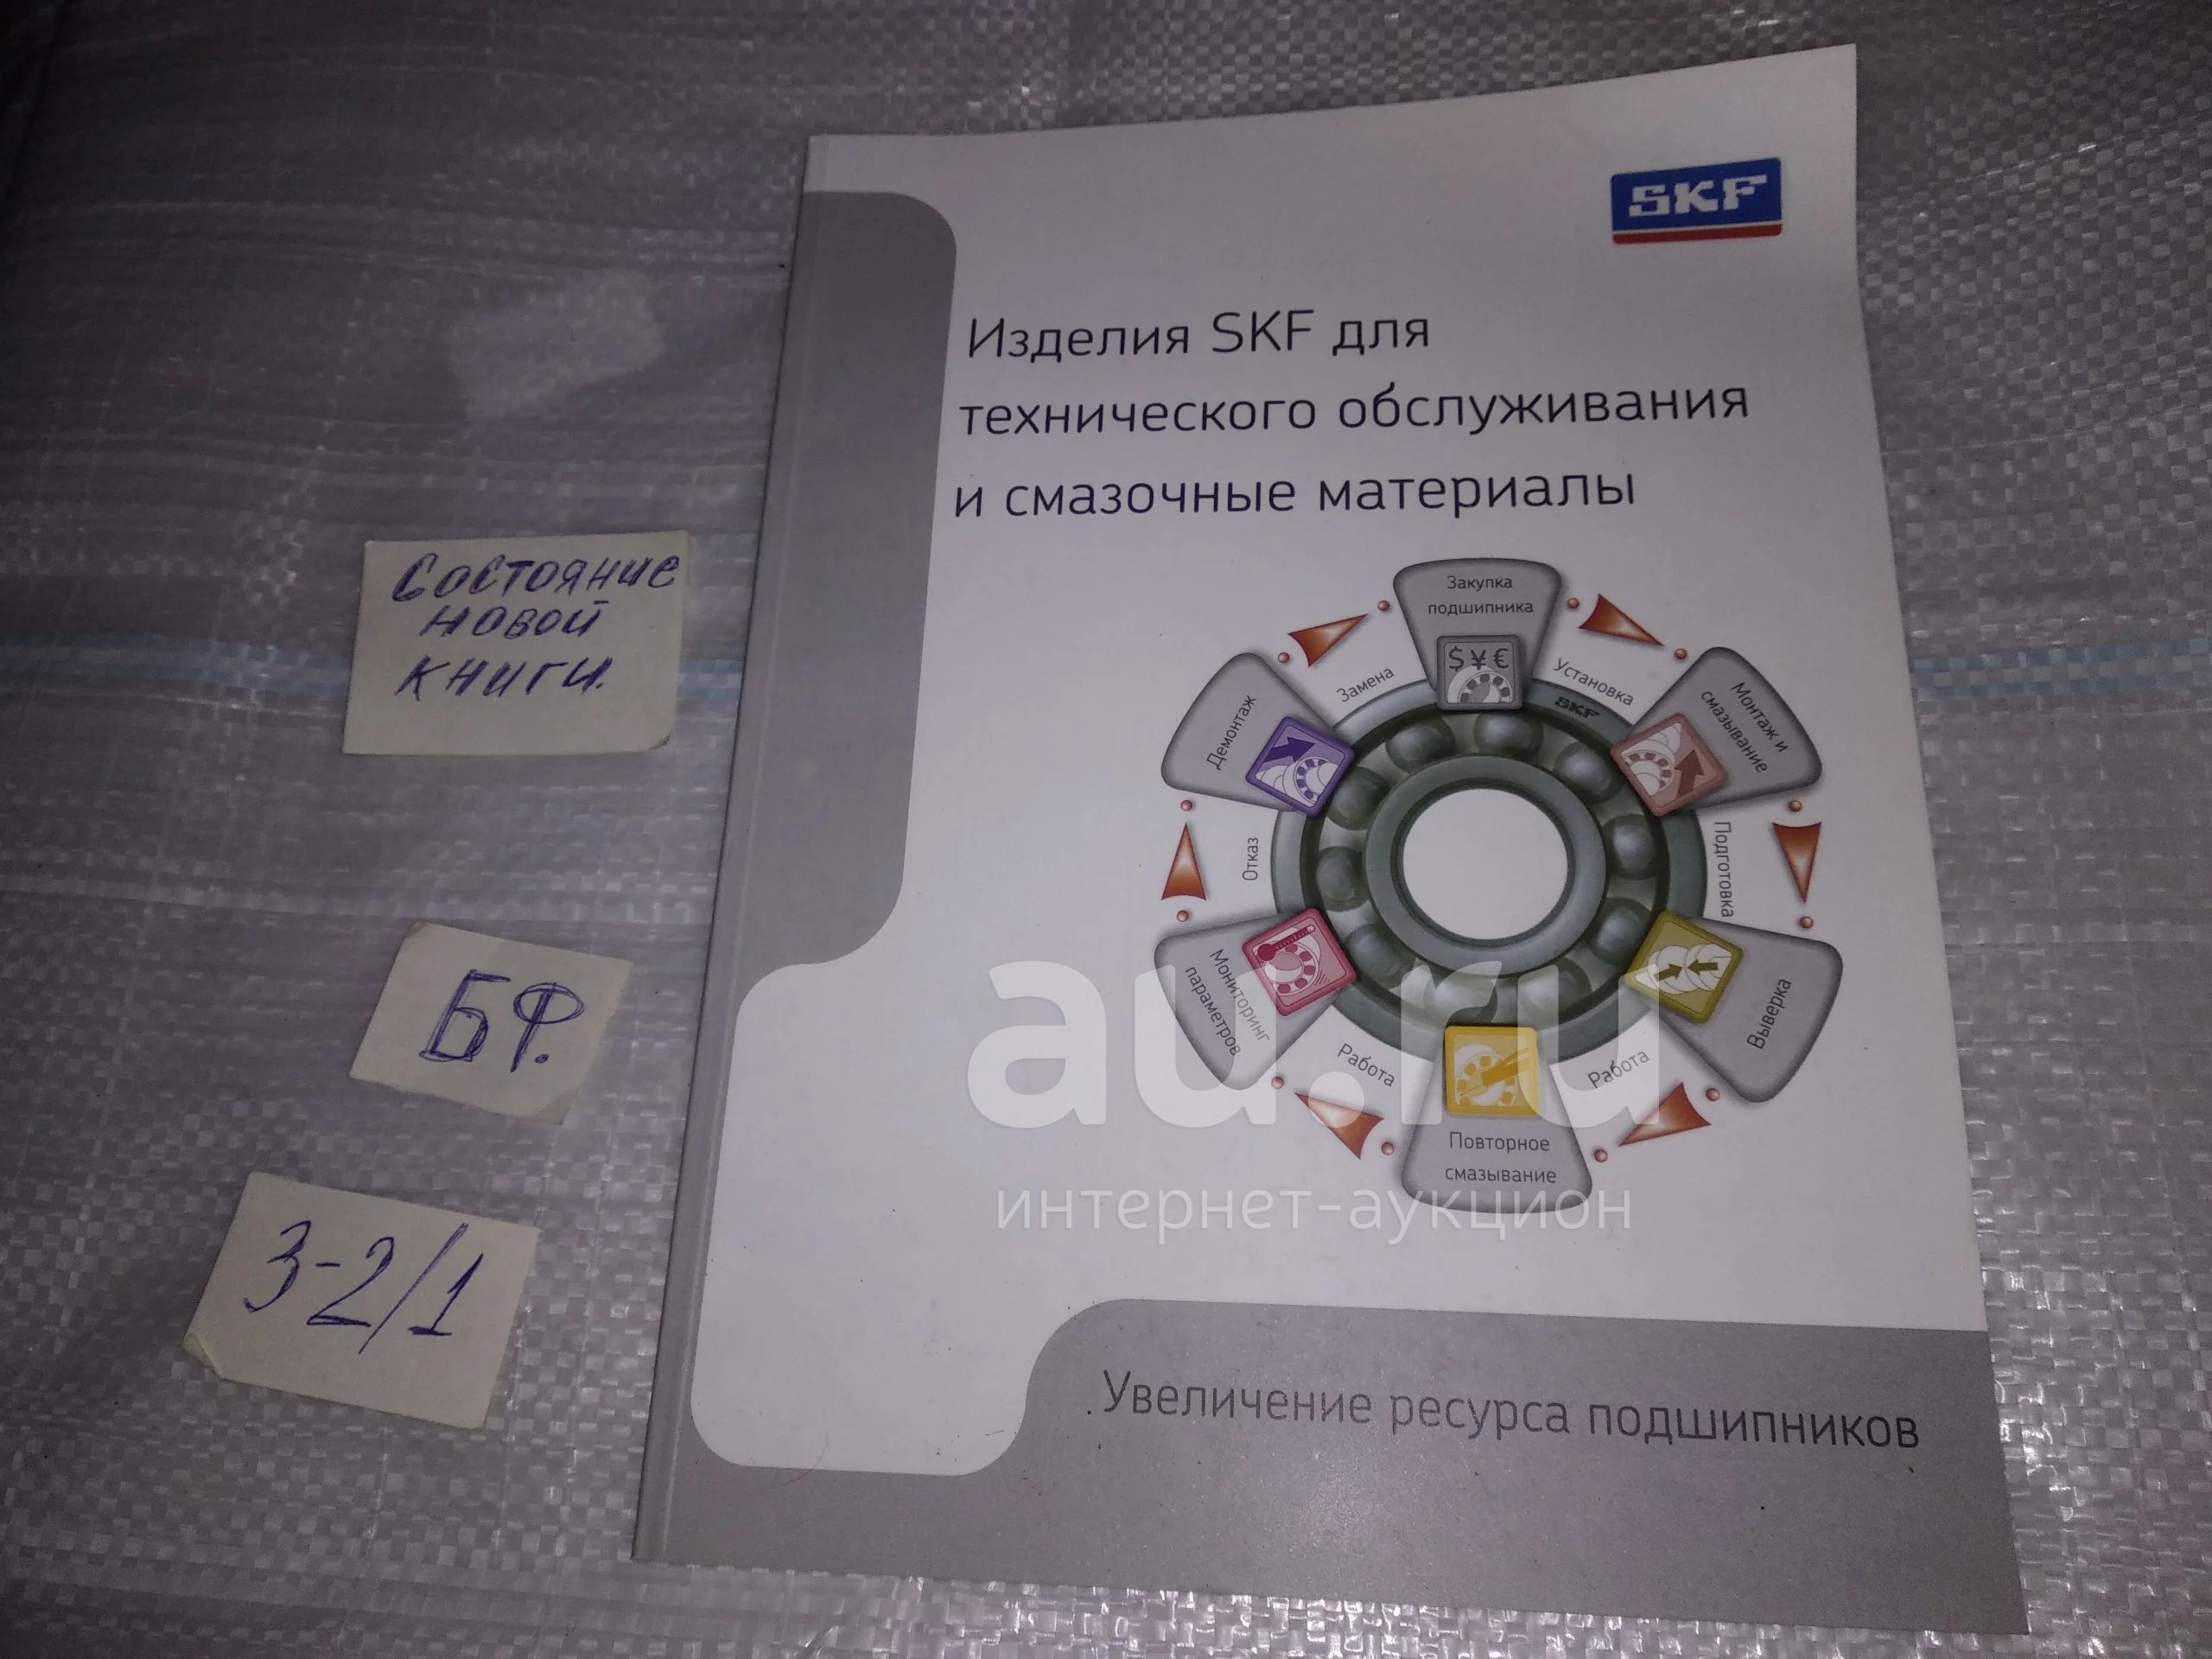 SKF
Изделия SKF для
технического обслуживания
и смазочные материалы
Закупка
подшипника
$ ¥ €
Установка
SKF
Монтаж и
смазывание
Подготовка
Выверка
Работа
Повторное
смазывание
Работа
Мониторинг
параметров
Отказ
Демонтаж
Замена
Увеличение ресурса подшипников
Состояние
новой
книги.
БФ.
3-2/1
au.ru
интернет-аукцион